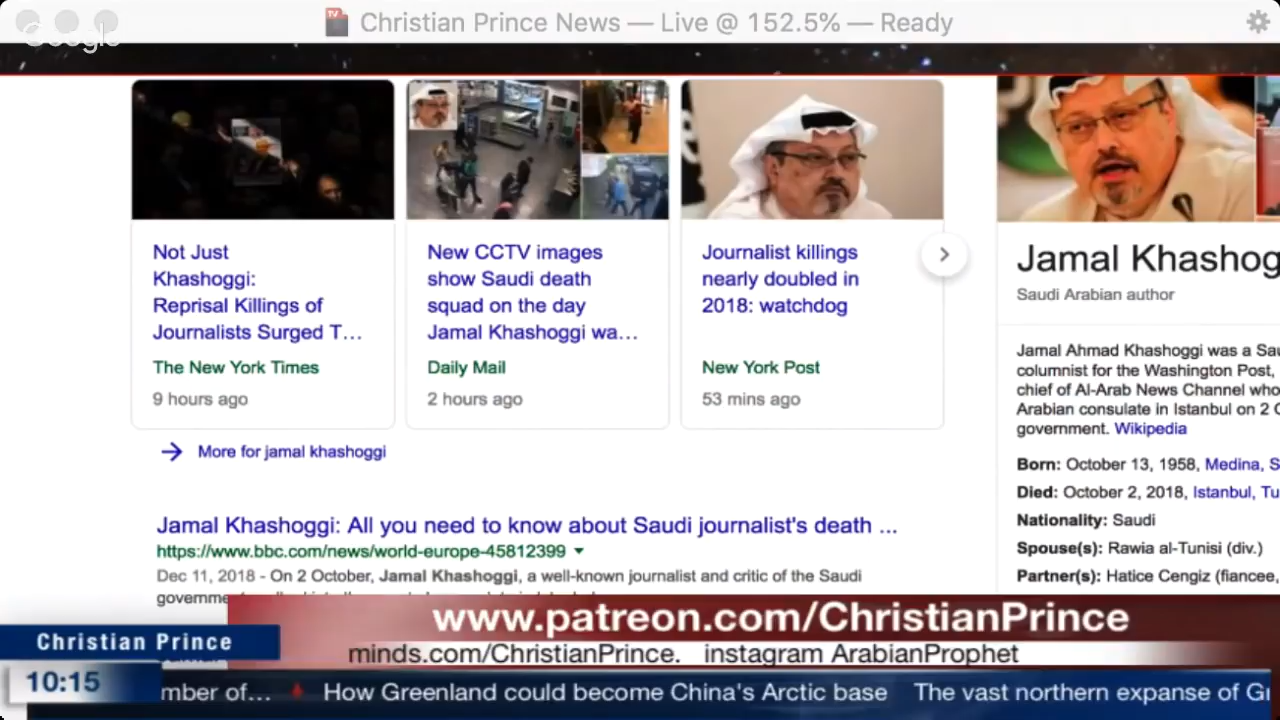 Christian Prince News — Live @ 152.5% — Ready
Google
Not Just
Khashoggi:
Reprisal Killings of
Journalists Surged T…
The New York Times
9 hours ago
New CCTV images
show Saudi death
squad on the day
Jamal Khashoggi wa…
Daily Mail
2 hours ago
Journalist killings
nearly doubled in
2018: watchdog
New York Post
53 mins ago
More for jamal khashoggi
Jamal Khashoggi: All you need to know about Saudi journalist's death ...
https://www.bbc.com/news/world-europe-45812399
Dec 11, 2018 - On 2 October, Jamal Khashoggi, a well-known journalist and critic of the Saudi
Jamal Khashog
Saudi Arabian author
Jamal Ahmad Khashoggi was a Sau
columnist for the Washington Post,
chief of Al-Arab News Channel who
Arabian consulate in Istanbul on 2 O
government. Wikipedia
Born: October 13, 1958, Medina, S
Died: October 2, 2018, Istanbul, Tu
Nationality: Saudi
Spouse(s): Rawia al-Tunisi (div.)
Partner(s): Hatice Cengiz (fiancee,
www.patreon.com/ChristianPrince
Christian Prince
minds.com/ChristianPrince. instagram ArabianProphet
10:15
mber of... How Greenland could become China's Arctic base The vast northern expanse of Gr